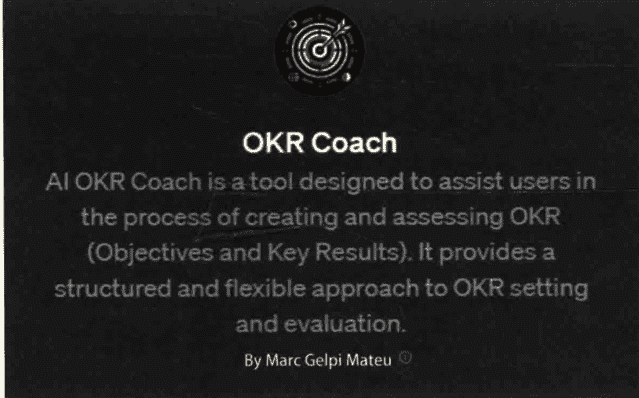 OKR Coach
AI OKR Coach is a tool designed to assist users in
the process of creating and assessing OKR
(Objectives and Key Results). It provides a
structured and flexible approach to OKR setting
and evaluation.
By Marc Gelpi Mateu